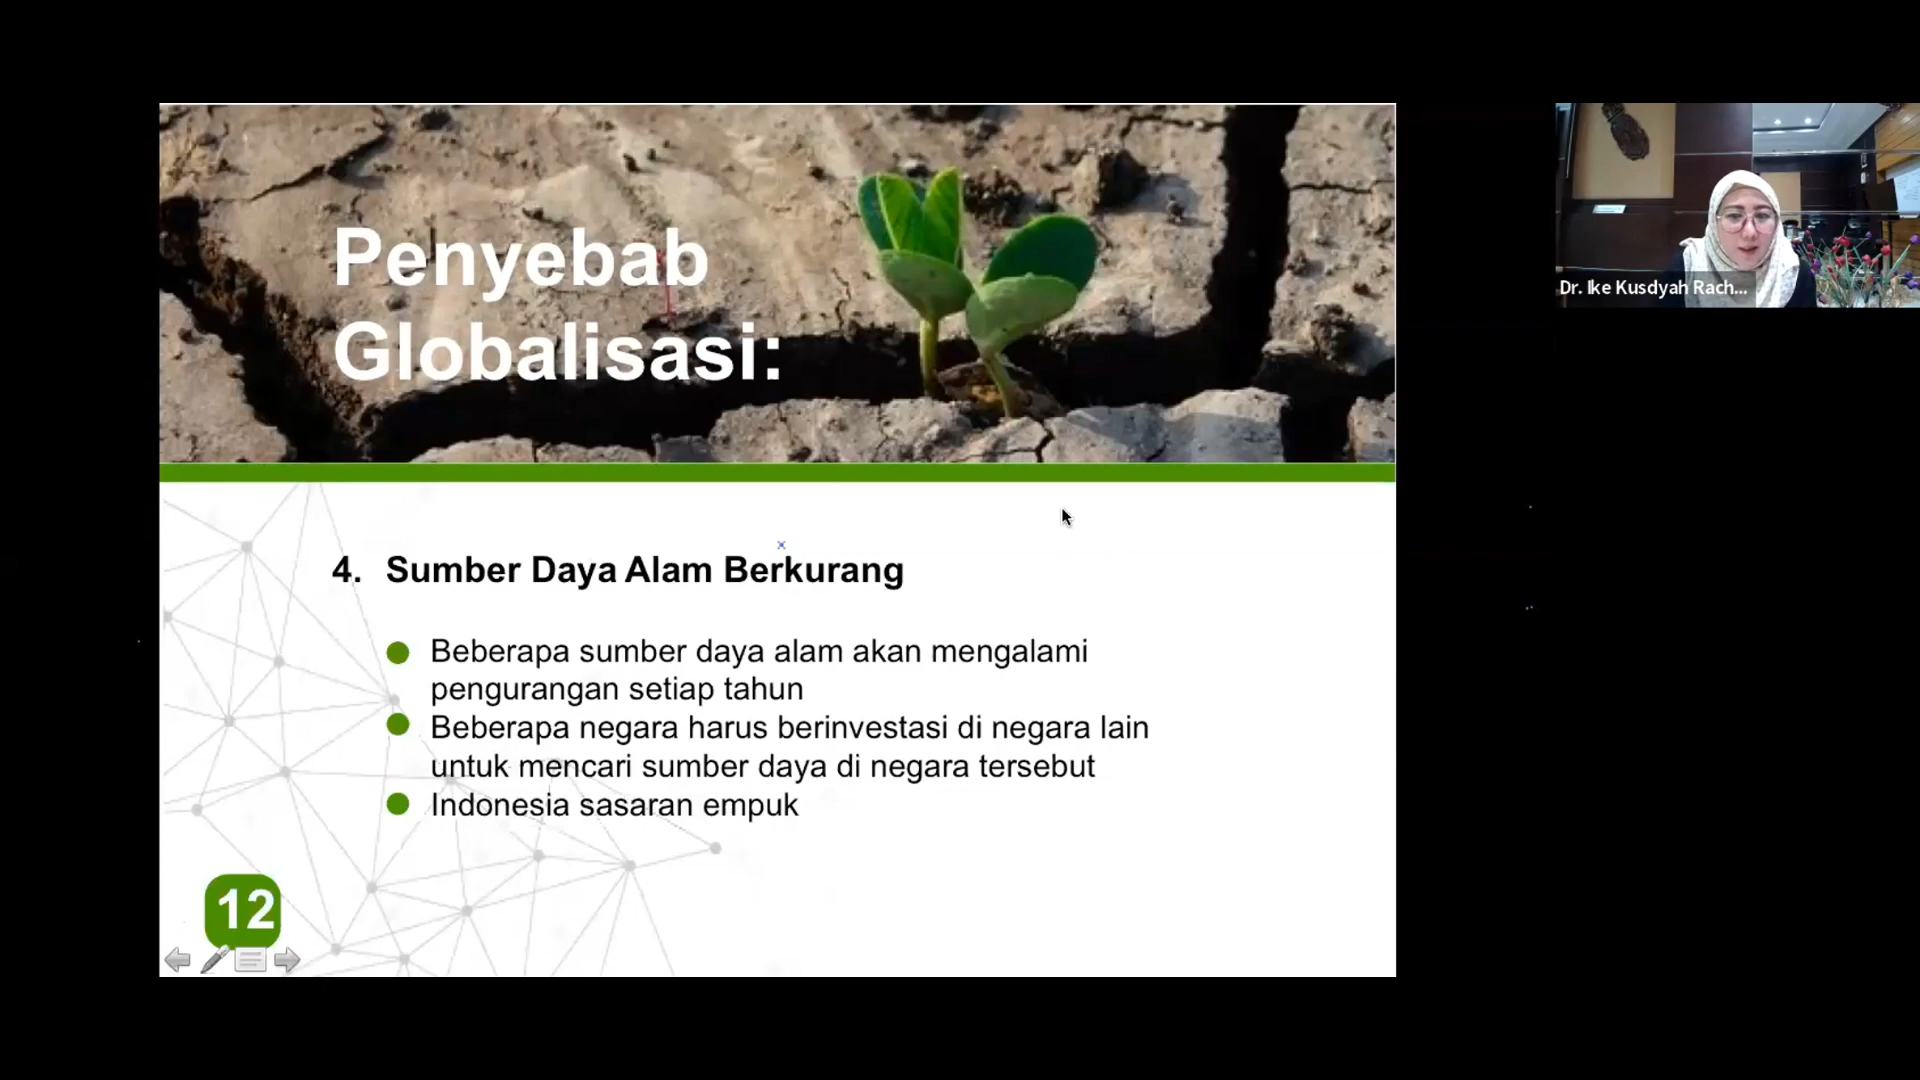 Penyebab
Globalisasi:
4. Sumber Daya Alam Berkurang
Beberapa sumber daya alam akan mengalami
pengurangan setiap tahun
Beberapa negara harus berinvestasi di negara lain
untuk mencari sumber daya di negara tersebut
Indonesia sasaran empuk
12
Dr. Ike Kusdyah Rach...